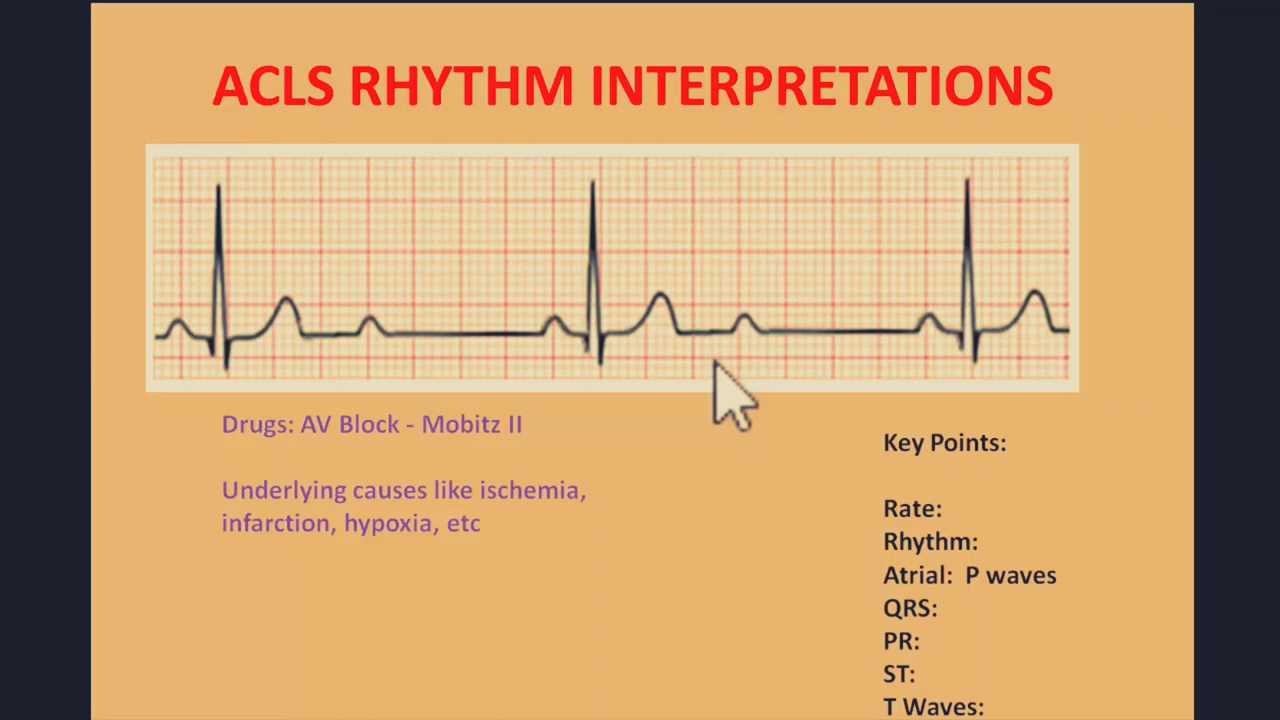 ACLS RHYTHM INTERPRETATIONS
Drugs: AV Block - Mobitz II
Underlying causes like ischemia,
infarction, hypoxia, etc
Key Points:
Rate:
Rhythm:
Atrial:  P waves
QRS:
PR:
ST:
T Waves: